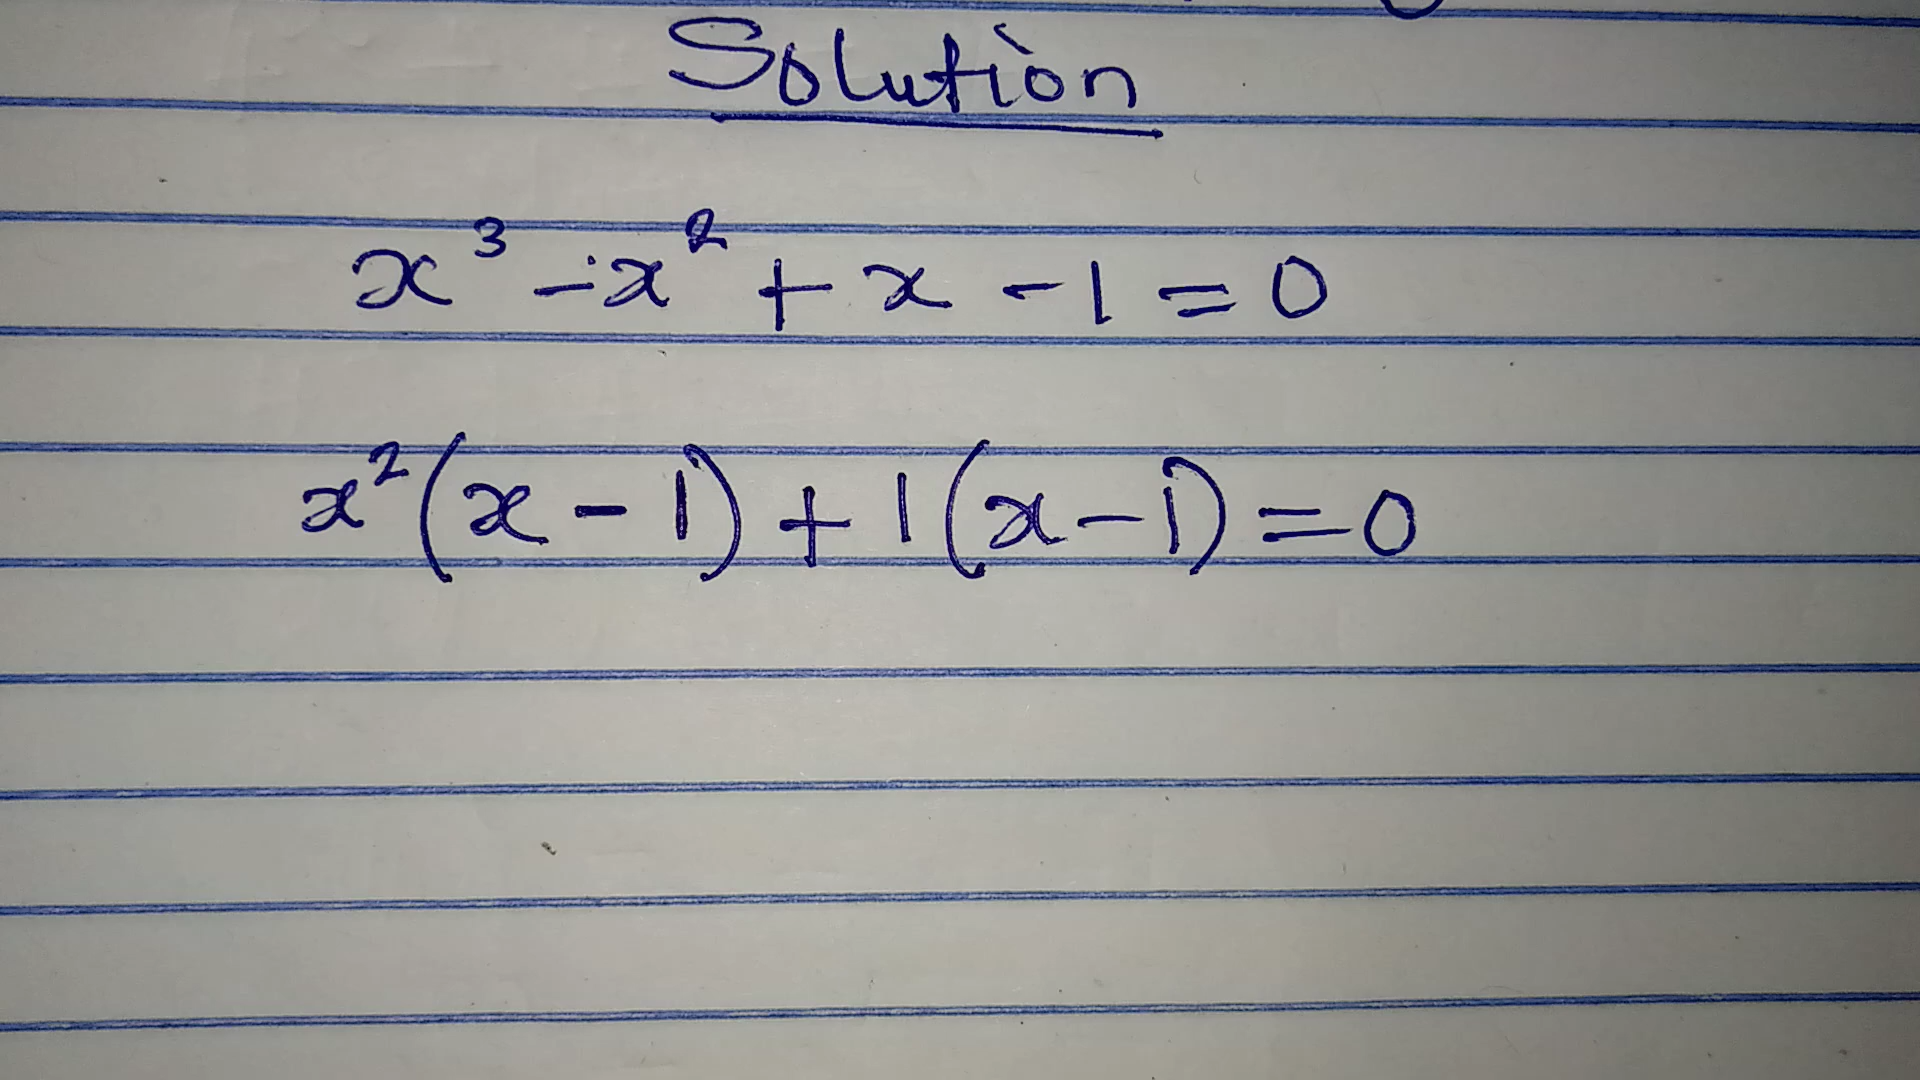 Solution
x³ - x² + x - 1 = 0
x²(x - 1) + 1(x - 1) = 0